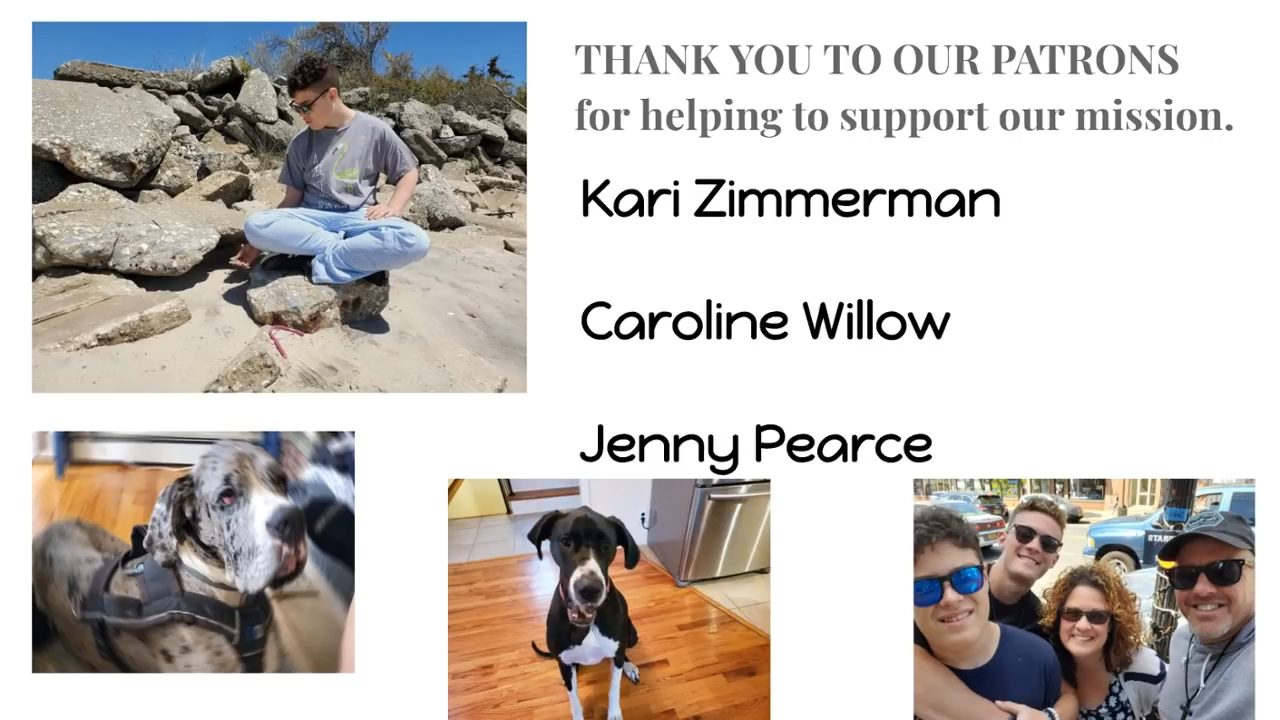 THANK YOU TO OUR PATRONS
for helping to support our mission.
Kari Zimmerman
Caroline Willow
Jenny Pearce